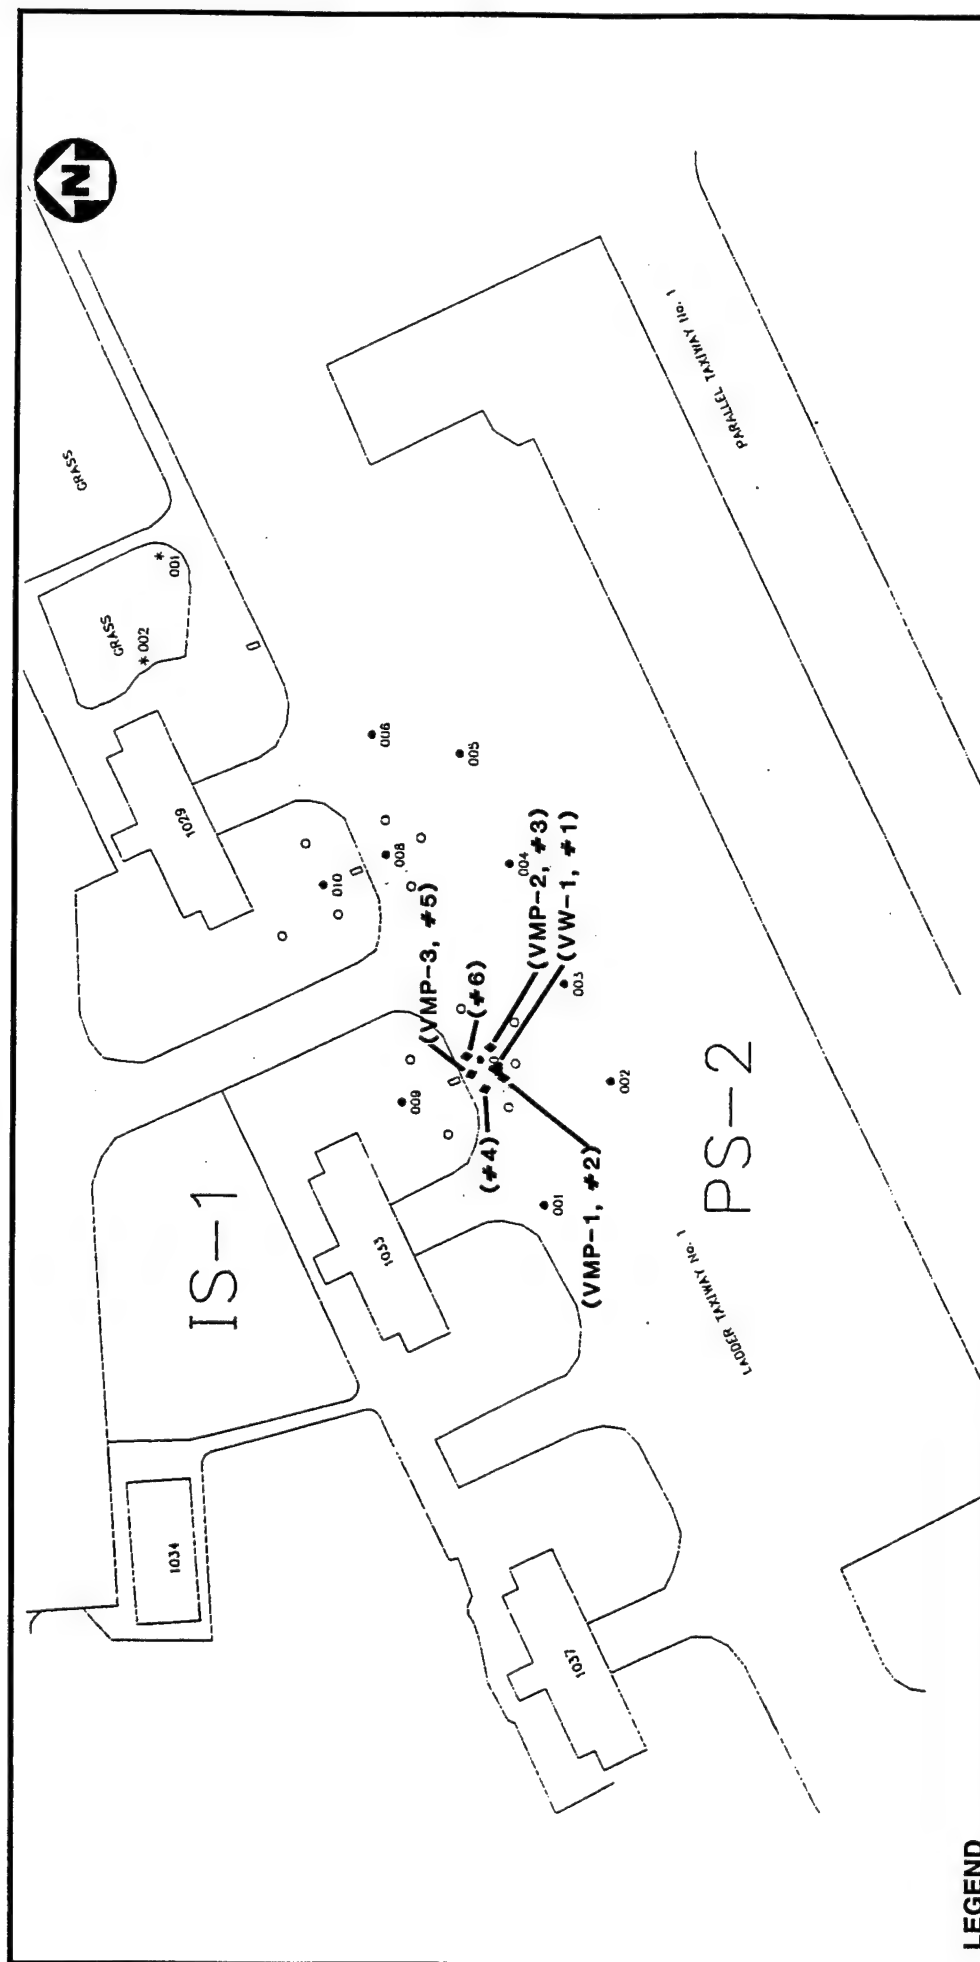 N
GRASS
GRASS
* 001
* 002
1029
006
005
008
010
004
(VMP-3, #5)
(#6)
(VMP-2, #3)
(VW-1, #1)
003
009
002
(#4)
001
(VMP-1, #2)
IS-1
PS-2
1033
1034
1037
PARALLEL TAXIWAY No. 1
LADDER TAXIWAY No. 1
LEGEND